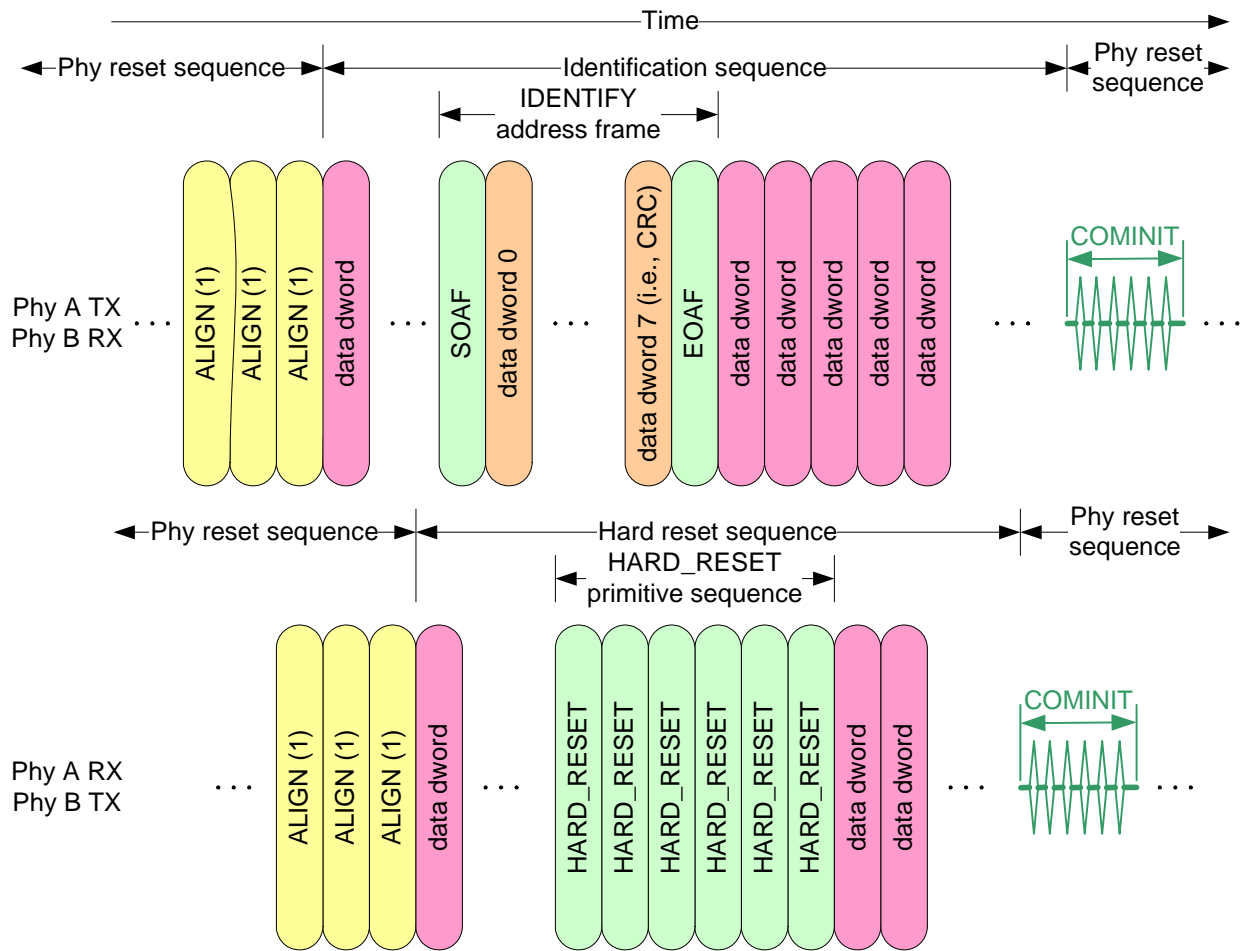 Time
Phy reset sequence
Identification sequence
Phy reset
sequence
IDENTIFY
address frame
Phy A TX
Phy B RX
. . .
ALIGN (1)
ALIGN (1)
ALIGN (1)
data dword
. . .
SOAF
data dword 0
. . .
data dword 7 (i.e., CRC)
EOAF
data dword
data dword
data dword
data dword
data dword
. . .
COMINIT
. . .
Phy reset sequence
Hard reset sequence
Phy reset
sequence
HARD_RESET
primitive sequence
Phy A RX
Phy B TX
. . .
ALIGN (1)
ALIGN (1)
ALIGN (1)
data dword
. . .
HARD_RESET
HARD_RESET
HARD_RESET
HARD_RESET
HARD_RESET
HARD_RESET
data dword
data dword
. . .
COMINIT
. . .